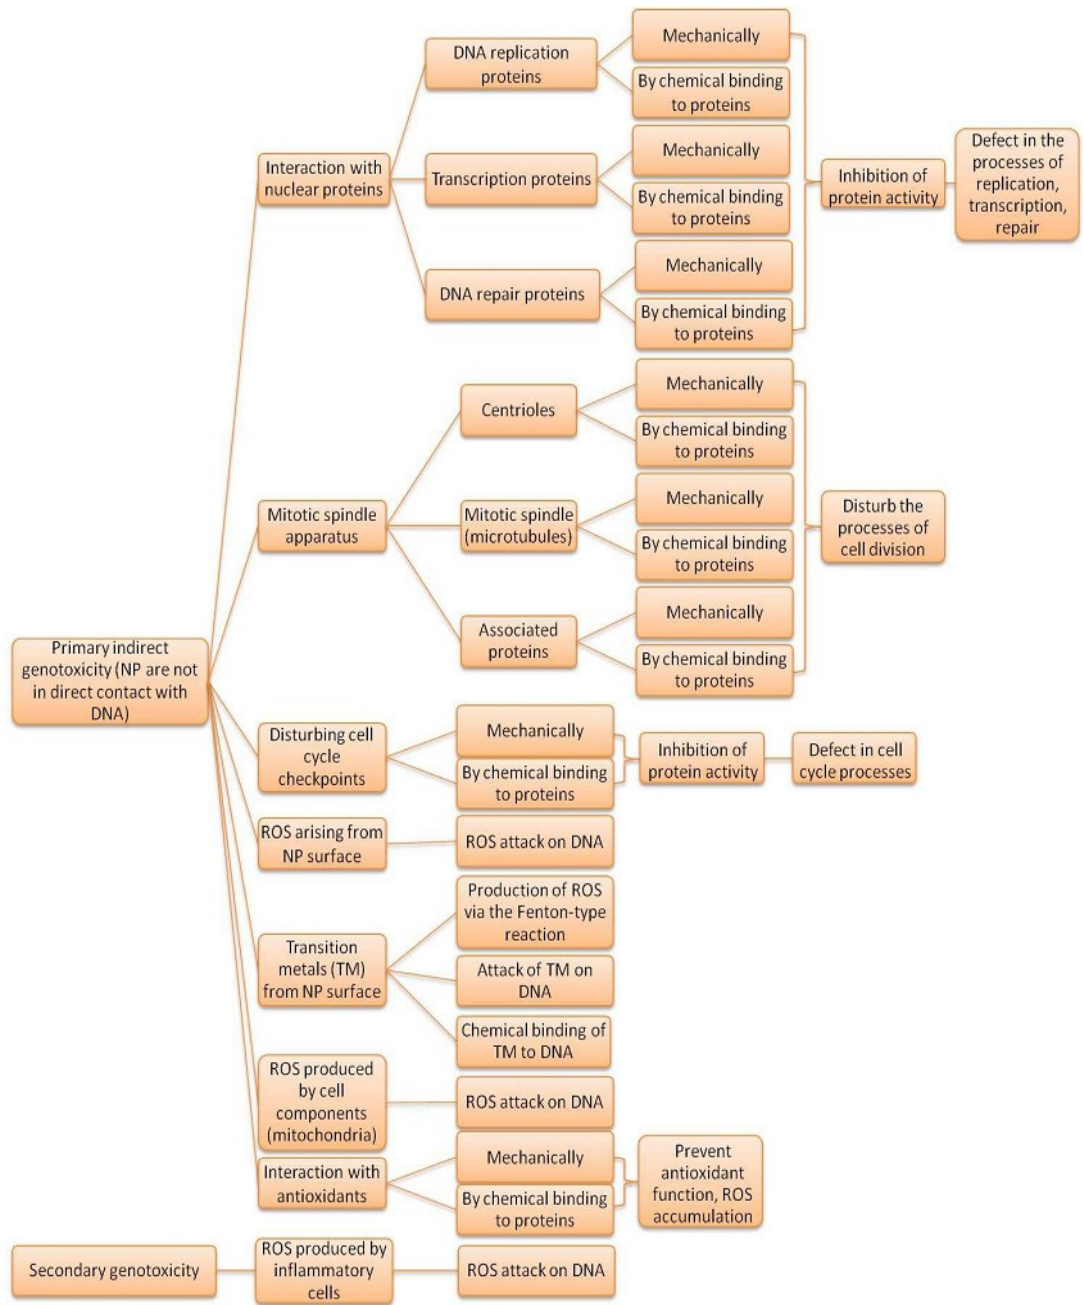 DNA replication
proteins
Mechanically
By chemical binding
to proteins
Interaction with
nuclear proteins
Transcription proteins
Mechanically
By chemical binding
to proteins
DNA repair proteins
Mechanically
By chemical binding
to proteins
Inhibition of
protein activity
Defect in the
processes of
replication,
transcription,
repair
Mitotic spindle
apparatus
Centrioles
Mechanically
By chemical binding
to proteins
Mitotic spindle
(microtubules)
Mechanically
By chemical binding
to proteins
Associated
proteins
Mechanically
By chemical binding
to proteins
Disturb the
processes of
cell division
Primary indirect
genotoxicity (NP are not
in direct contact with
DNA)
Disturbing cell
cycle
checkpoints
Mechanically
By chemical binding
to proteins
Inhibition of
protein activity
Defect in cell
cycle processes
ROS arising from
NP surface
ROS attack on DNA
Transition
metals (TM)
from NP surface
Production of ROS
via the Fenton-type
reaction
Attack of TM on
DNA
Chemical binding of
TM to DNA
ROS produced
by cell
components
(mitochondria)
ROS attack on DNA
Interaction with
antioxidants
Mechanically
By chemical binding
to proteins
Prevent
antioxidant
function, ROS
accumulation
Secondary genotoxicity
ROS produced by
inflammatory
cells
ROS attack on DNA